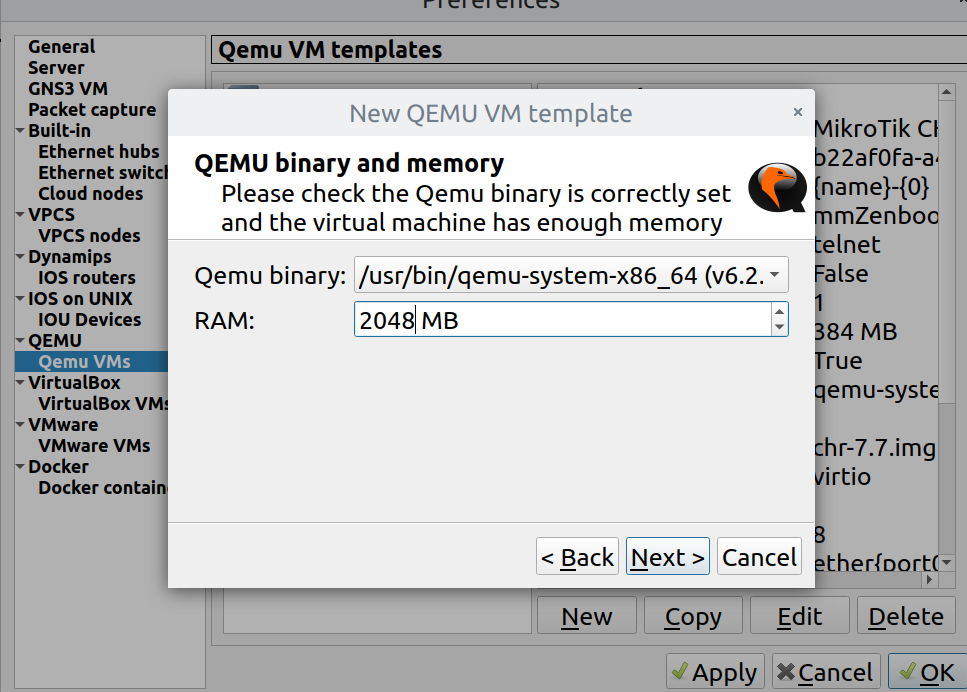 Preferences
General
Server
GNS3 VM
Packet capture
Built-in
Ethernet hubs
Ethernet switch
Cloud nodes
VPCS
VPCS nodes
Dynamips
IOS routers
IOS on UNIX
IOU Devices
QEMU
Qemu VMs
VirtualBox
VirtualBox VMs
VMware
VMware VMs
Docker
Docker contain
Qemu VM templates
New QEMU VM template
×
QEMU binary and memory
Please check the Qemu binary is correctly set
and the virtual machine has enough memory
Qemu binary: /usr/bin/qemu-system-x86_64 (v6.2.
RAM: 2048 MB
< Back Next > Cancel
MikroTik CH
b22af0fa-a4
{name}-{0}
mmZenboo
telnet
False
1
384 MB
True
qemu-syste
chr-7.7.img
virtio
8
ether{port0
New Copy Edit Delete
Apply Cancel OK